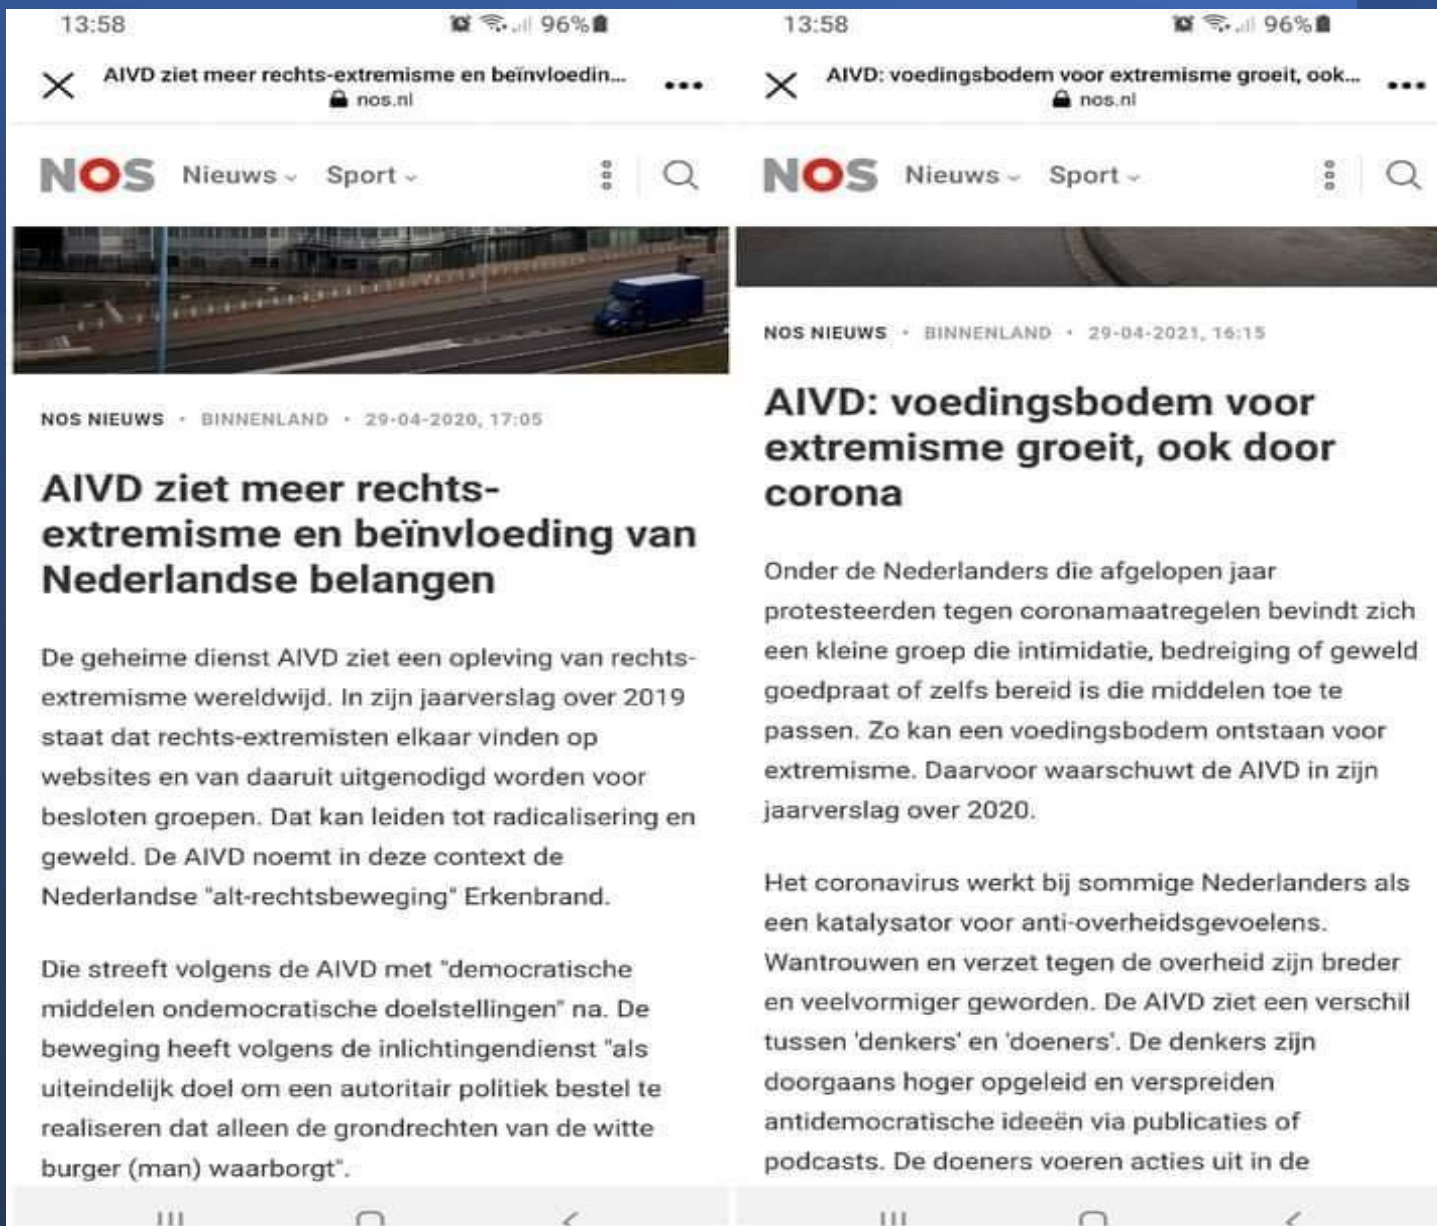 13:58
96%
AIVD ziet meer rechts-extremisme en beïnvloedin...
nos.nl
NOS Nieuws Sport
NOS NIEUWS • BINNENLAND • 29-04-2020, 17:05
AIVD ziet meer rechts-
extremisme en beïnvloeding van
Nederlandse belangen
De geheime dienst AIVD ziet een opleving van rechts-
extremisme wereldwijd. In zijn jaarverslag over 2019
staat dat rechts-extremisten elkaar vinden op
websites en van daaruit uitgenodigd worden voor
besloten groepen. Dat kan leiden tot radicalisering en
geweld. De AIVD noemt in deze context de
Nederlandse "alt-rechtsbeweging" Erkenbrand.
Die streeft volgens de AIVD met "democratische
middelen ondemocratische doelstellingen" na. De
beweging heeft volgens de inlichtingendienst "als
uiteindelijk doel om een autoritair politiek bestel te
realiseren dat alleen de grondrechten van de witte
burger (man) waarborgt".
13:58
96%
AIVD: voedingsbodem voor extremisme groeit, ook...
nos.nl
NOS Nieuws Sport
NOS NIEUWS • BINNENLAND • 29-04-2021, 16:15
AIVD: voedingsbodem voor
extremisme groeit, ook door
corona
Onder de Nederlanders die afgelopen jaar
protesteerden tegen coronamaatregelen bevindt zich
een kleine groep die intimidatie, bedreiging of geweld
goedpraat of zelfs bereid is die middelen toe te
passen. Zo kan een voedingsbodem ontstaan voor
extremisme. Daarvoor waarschuwt de AIVD in zijn
jaarverslag over 2020.
Het coronavirus werkt bij sommige Nederlanders als
een katalysator voor anti-overheidsgevoelens.
Wantrouwen en verzet tegen de overheid zijn breder
en veelvormiger geworden. De AIVD ziet een verschil
tussen 'denkers' en 'doeners'. De denkers zijn
doorgaans hoger opgeleid en verspreiden
antidemocratische ideeën via publicaties of
podcasts. De doeners voeren acties uit in de